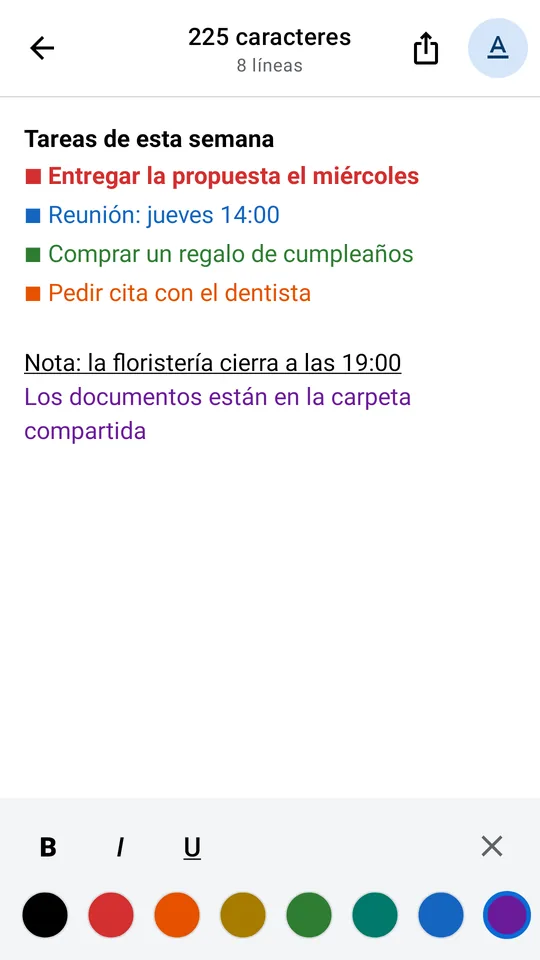 225 caracteres
8 líneas
A
Tareas de esta semana
■ Entregar la propuesta el miércoles
■ Reunión: jueves 14:00
■ Comprar un regalo de cumpleaños
■ Pedir cita con el dentista
Nota: la floristería cierra a las 19:00
Los documentos están en la carpeta
compartida
B I U